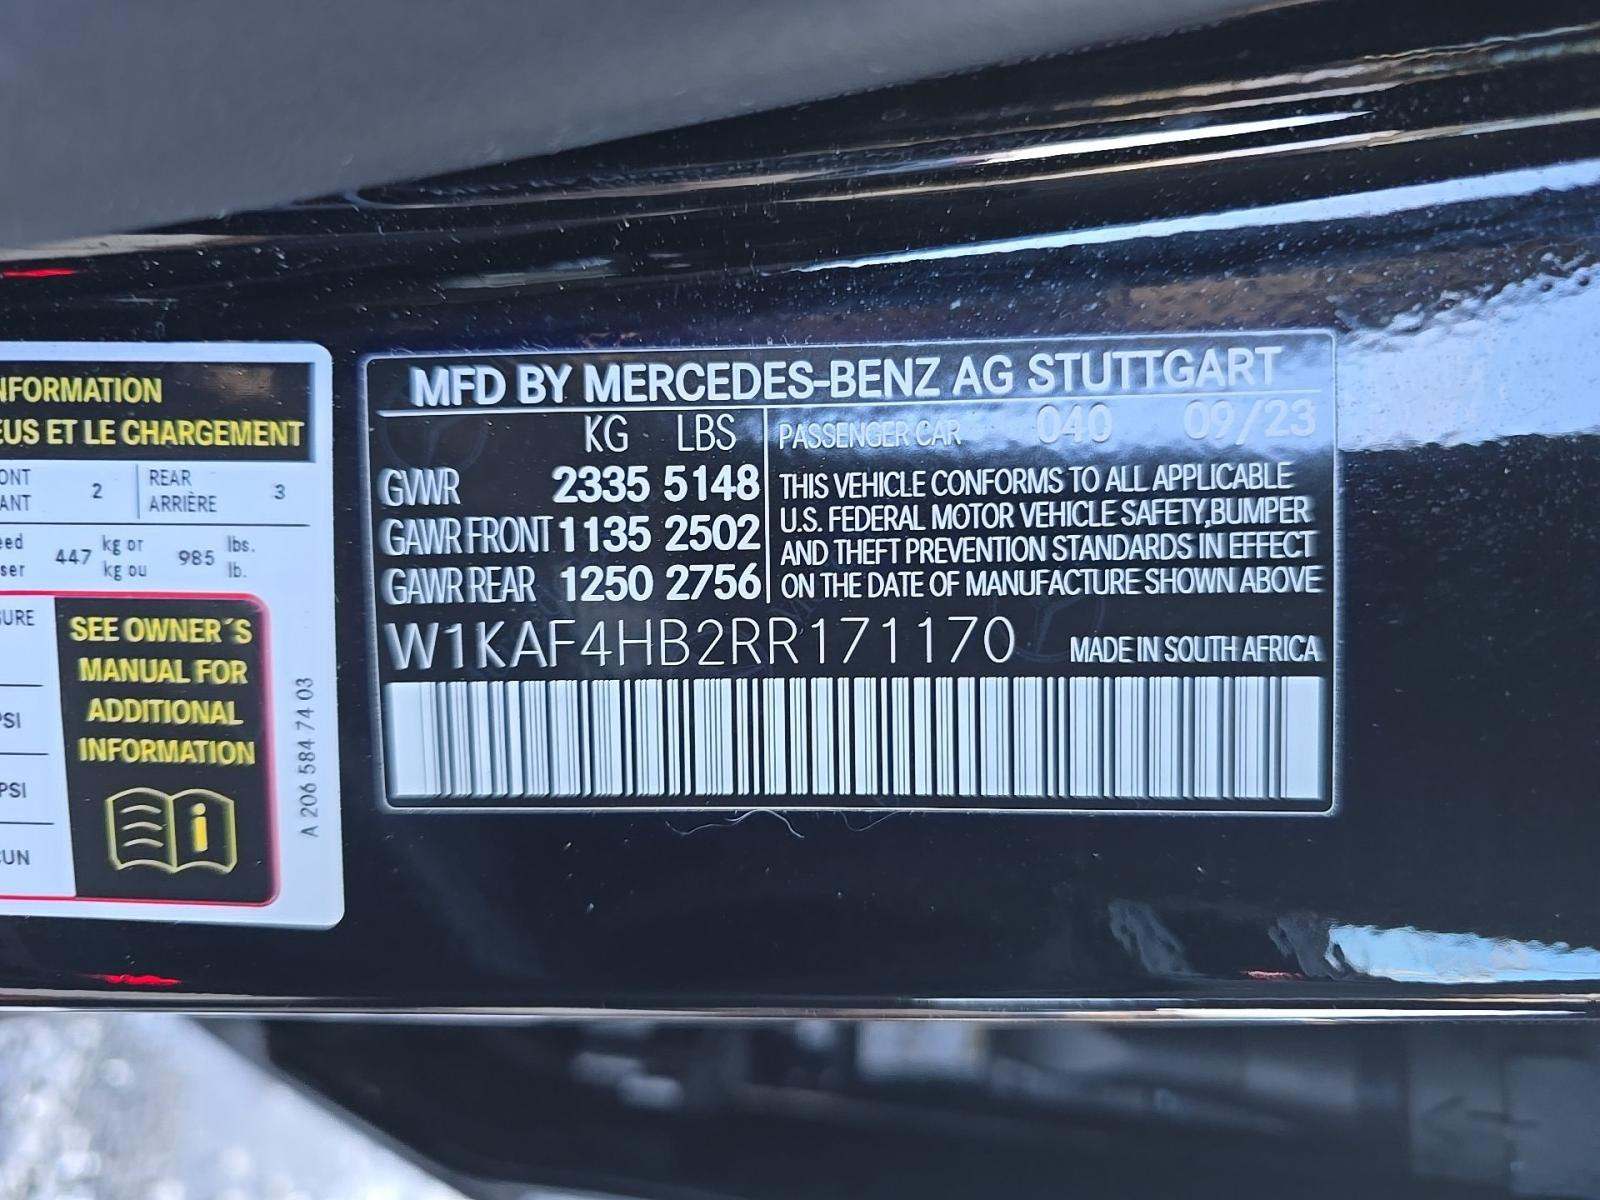 NFORMATION
EUS ET LE CHARGEMENT
ONT
ANT
2
REAR
ARRIÈRE
3
eed
ser
447
kg or
kg ou
985
lbs.
lb.
URE
PSI
PSI
CUN
SEE OWNER´S
MANUAL FOR
ADDITIONAL
INFORMATION
i
A 206 584 74 03
MFD BY MERCEDES-BENZ AG STUTTGART
KG LBS
GVWR 2335 5148
GAWR FRONT 1135 2502
GAWR REAR 1250 2756
PASSENGER CAR 040 09/23
THIS VEHICLE CONFORMS TO ALL APPLICABLE
U.S. FEDERAL MOTOR VEHICLE SAFETY,BUMPER
AND THEFT PREVENTION STANDARDS IN EFFECT
ON THE DATE OF MANUFACTURE SHOWN ABOVE
W1KAF4HB2RR171170
MADE IN SOUTH AFRICA